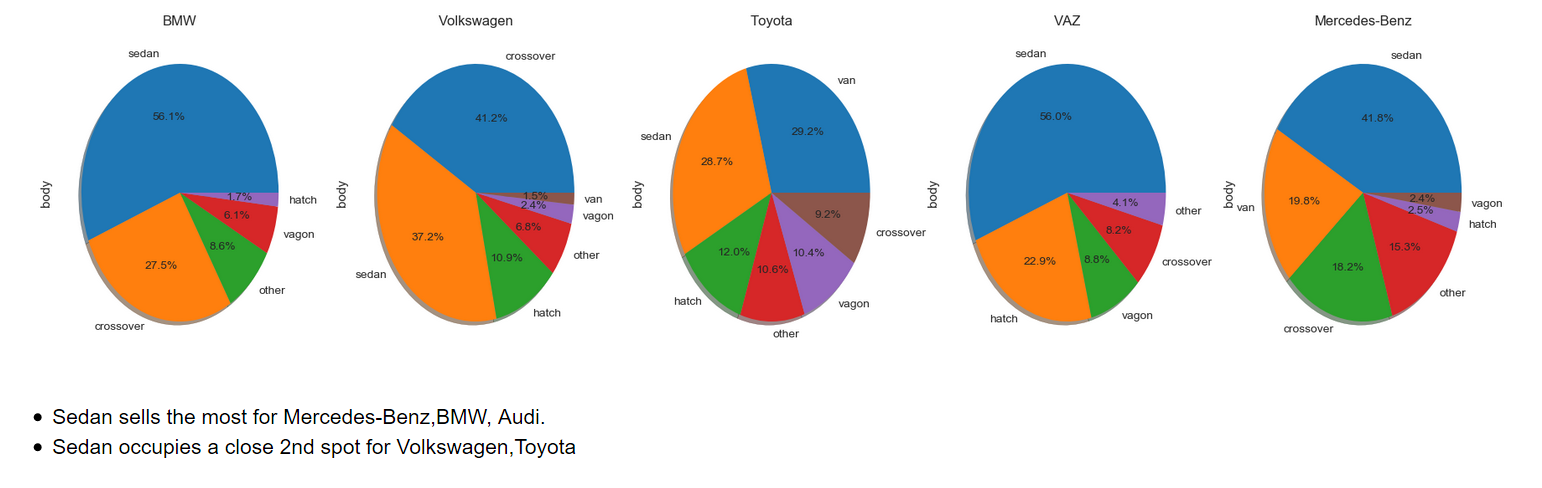 BMW Volkswagen Toyota VAZ Mercedes-Benz
body
sedan
56.1%
27.5%
8.6%
6.1%
1.7%
crossover
other
vagon
hatch
body
crossover
41.2%
37.2%
10.9%
6.8%
2.4%
1.5%
sedan
hatch
other
vagon
van
body
van
29.2%
28.7%
12.0%
10.6%
10.4%
9.2%
sedan
hatch
other
vagon
crossover
body
sedan
56.0%
22.9%
8.8%
8.2%
4.1%
hatch
vagon
crossover
other
body
sedan
41.8%
19.8%
18.2%
15.3%
2.5%
2.4%
van
crossover
other
hatch
vagon
• Sedan sells the most for Mercedes-Benz,BMW, Audi.
• Sedan occupies a close 2nd spot for Volkswagen,Toyota